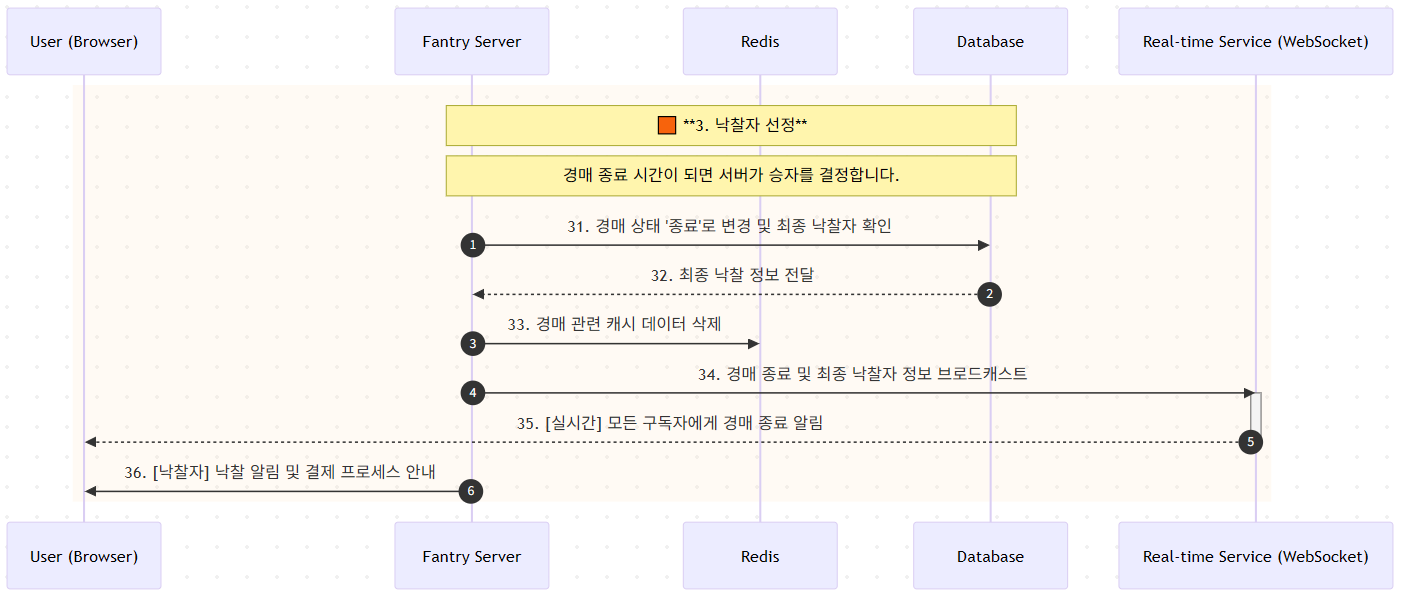 User (Browser)
Fantry Server
Redis
Database
Real-time Service (WebSocket)
🟧 **3. 낙찰자 선정**
경매 종료 시간이 되면 서버가 승자를 결정합니다.
31. 경매 상태 '종료'로 변경 및 최종 낙찰자 확인
1
32. 최종 낙찰 정보 전달
2
33. 경매 관련 캐시 데이터 삭제
3
34. 경매 종료 및 최종 낙찰자 정보 브로드캐스트
4
35. [실시간] 모든 구독자에게 경매 종료 알림
5
36. [낙찰자] 낙찰 알림 및 결제 프로세스 안내
6
User (Browser)
Fantry Server
Redis
Database
Real-time Service (WebSocket)